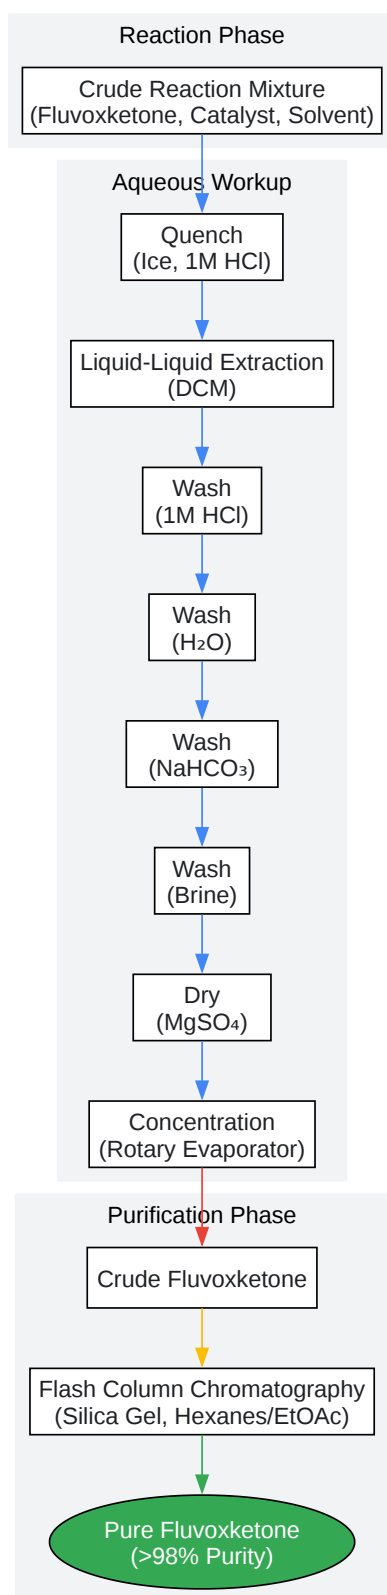 Reaction Phase
Crude Reaction Mixture
(Fluvoxketone, Catalyst, Solvent)
Aqueous Workup
Quench
(Ice, 1M HCl)
Liquid-Liquid Extraction
(DCM)
Wash
(1M HCl)
Wash
(H₂O)
Wash
(NaHCO₃)
Wash
(Brine)
Dry
(MgSO₄)
Concentration
(Rotary Evaporator)
Purification Phase
Crude Fluvoxketone
Flash Column Chromatography
(Silica Gel, Hexanes/EtOAc)
Pure Fluvoxketone
(>98% Purity)